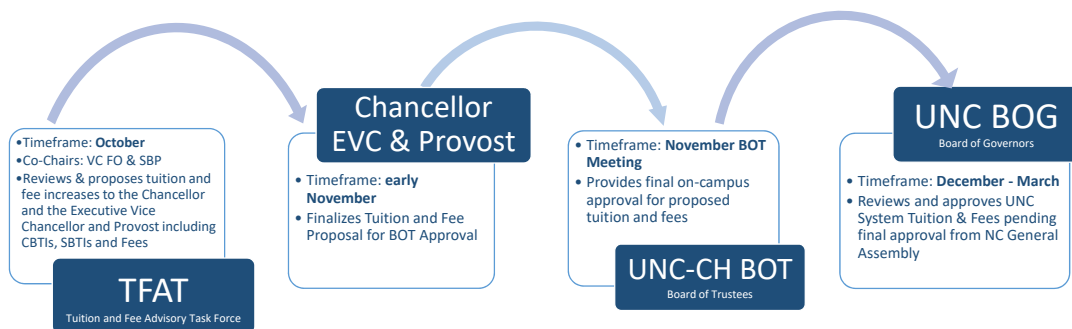 •Timeframe: October
•Co-Chairs: VC FO & SBP
•Reviews & proposes tuition and
fee increases to the Chancellor
and the Executive Vice
Chancellor and Provost including
CBTIs, SBTIs and Fees
TFAT
Tuition and Fee Advisory Task Force
Chancellor
EVC & Provost
• Timeframe: early
November
• Finalizes Tuition and Fee
Proposal for BOT Approval
• Timeframe: November BOT
Meeting
• Provides final on-campus
approval for proposed
tuition and fees
UNC-CH BOT
Board of Trustees
UNC BOG
Board of Governors
• Timeframe: December - March
• Reviews and approves UNC
System Tuition & Fees pending
final approval from NC General
Assembly